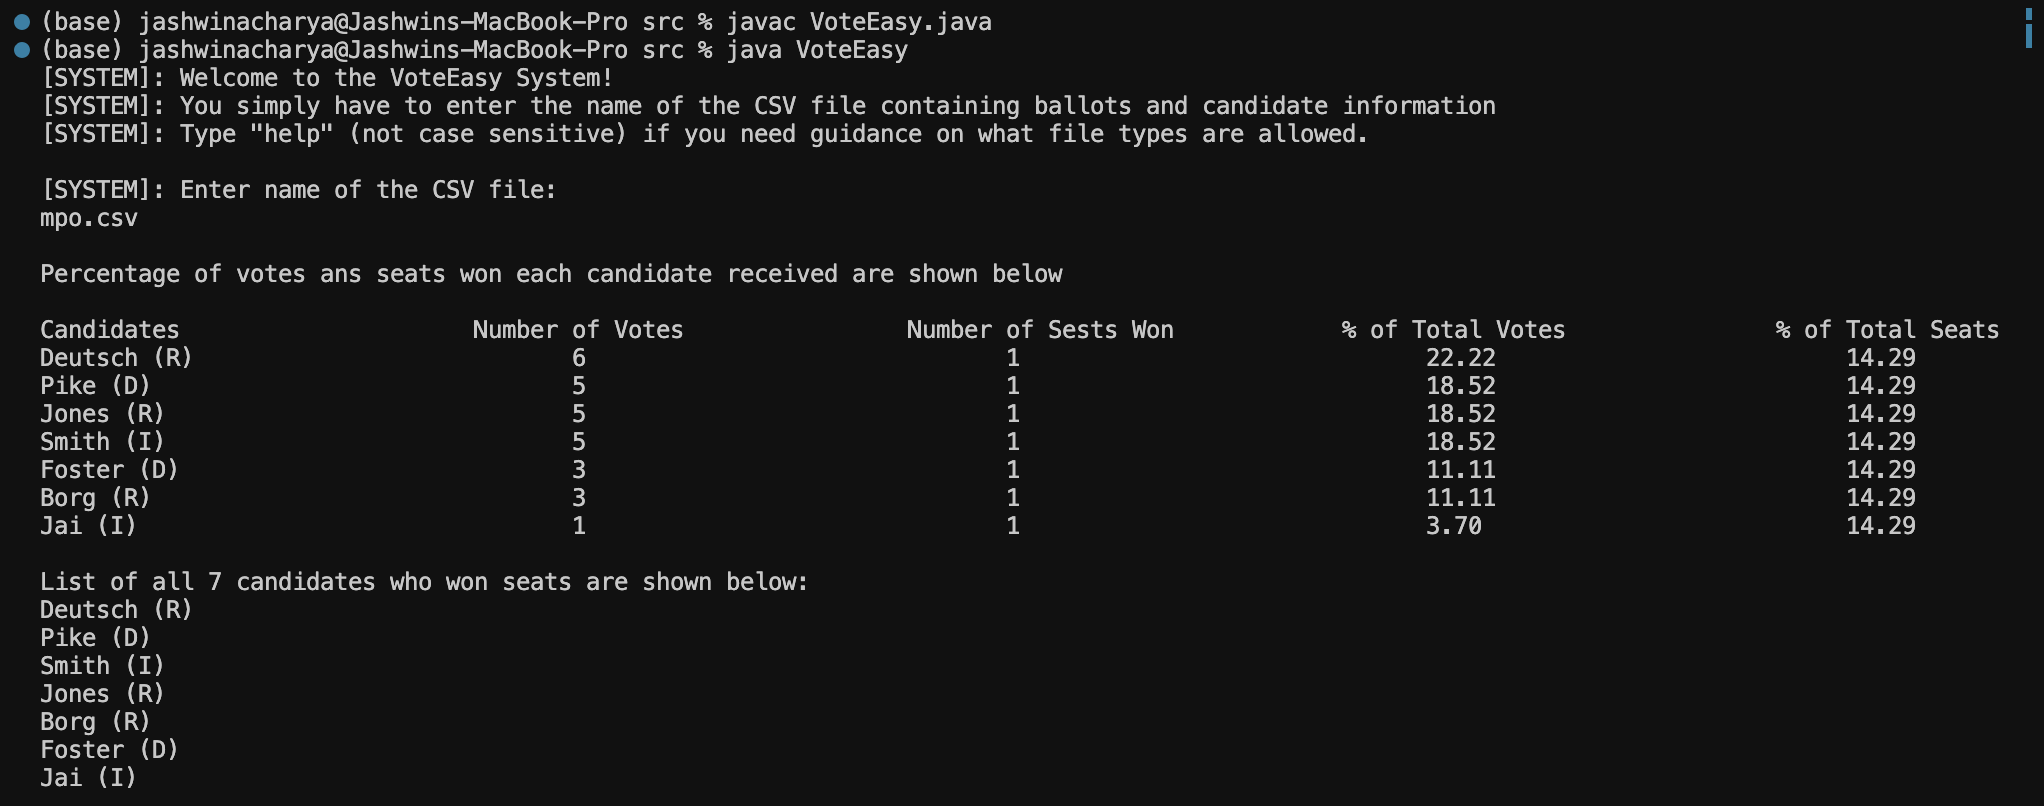 (base) jashwinacharya@Jashwins-MacBook-Pro src % javac VoteEasy.java
(base) jashwinacharya@Jashwins-MacBook-Pro src % java VoteEasy
[SYSTEM]: Welcome to the VoteEasy System!
[SYSTEM]: You simply have to enter the name of the CSV file containing ballots and candidate information
[SYSTEM]: Type "help" (not case sensitive) if you need guidance on what file types are allowed.
[SYSTEM]: Enter name of the CSV file:
mpo.csv
Percentage of votes ans seats won each candidate received are shown below
Candidates Number of Votes Number of Sests Won % of Total Votes % of Total Seats
Deutsch (R) 6 1 22.22 14.29
Pike (D) 5 1 18.52 14.29
Jones (R) 5 1 18.52 14.29
Smith (I) 5 1 18.52 14.29
Foster (D) 3 1 11.11 14.29
Borg (R) 3 1 11.11 14.29
Jai (I) 1 1 3.70 14.29
List of all 7 candidates who won seats are shown below:
Deutsch (R)
Pike (D)
Smith (I)
Jones (R)
Borg (R)
Foster (D)
Jai (I)